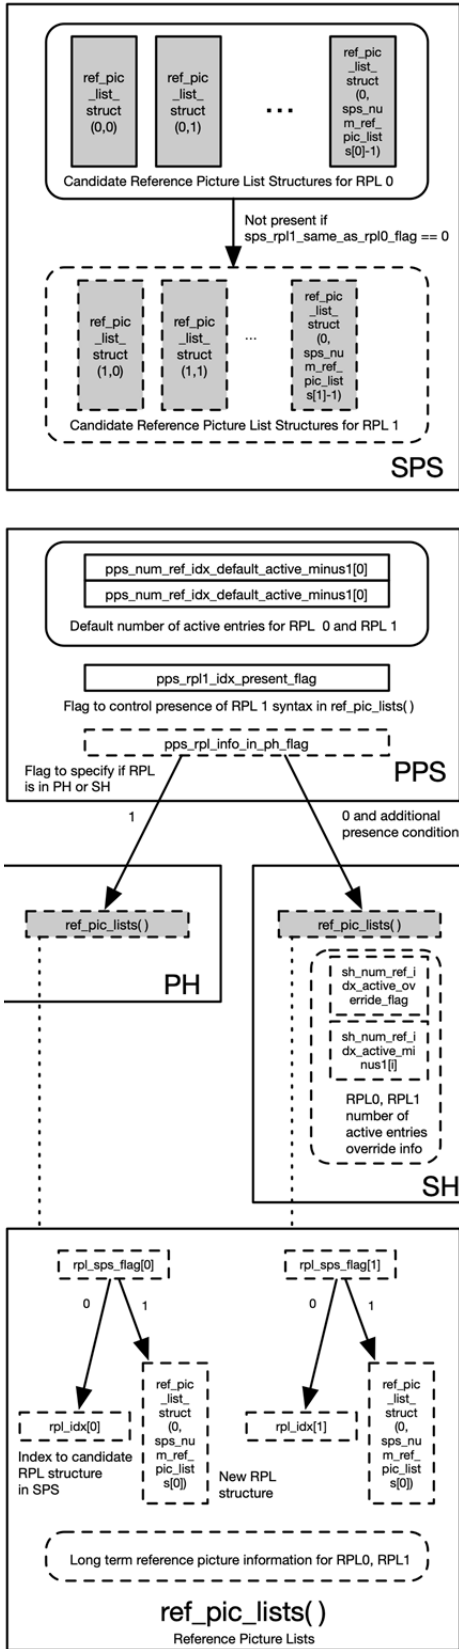 ref_pic
_list_
struct
(0,0)
ref_pic
_list_
struct
(0,1)
...
ref_pic
_list_
struct
(0,
sps_nu
m_ref_
pic_list
s[0]-1)
Candidate Reference Picture List Structures for RPL 0
Not present if
sps_rpl1_same_as_rpl0_flag == 0
ref_pic
_list_
struct
(1,0)
ref_pic
_list_
struct
(1,1)
...
ref_pic
_list_
struct
(0,
sps_nu
m_ref_
pic_list
s[1]-1)
Candidate Reference Picture List Structures for RPL 1
SPS
pps_num_ref_idx_default_active_minus1[0]
pps_num_ref_idx_default_active_minus1[0]
Default number of active entries for RPL 0 and RPL 1
pps_rpl1_idx_present_flag
Flag to control presence of RPL 1 syntax in ref_pic_lists()
pps_rpl_info_in_ph_flag
Flag to specify if RPL
is in PH or SH
PPS
1
0 and additional
presence condition
ref_pic_lists( )
PH
ref_pic_lists( )
sh_num_ref_i
dx_active_ov
erride_flag
sh_num_ref_i
dx_active_mi
nus1[i]
RPL0, RPL1
number of
active entries
override info
SH
rpl_sps_flag[0]
0
1
rpl_idx[0]
Index to candidate
RPL structure
in SPS
ref_pic
_list_
struct
(0,
sps_nu
m_ref_
pic_list
s[0])
New RPL
structure
rpl_sps_flag[1]
0
1
rpl_idx[1]
ref_pic
_list_
struct
(0,
sps_nu
m_ref_
pic_list
s[0])
Long term reference picture information for RPL0, RPL1
ref_pic_lists( )
Reference Picture Lists